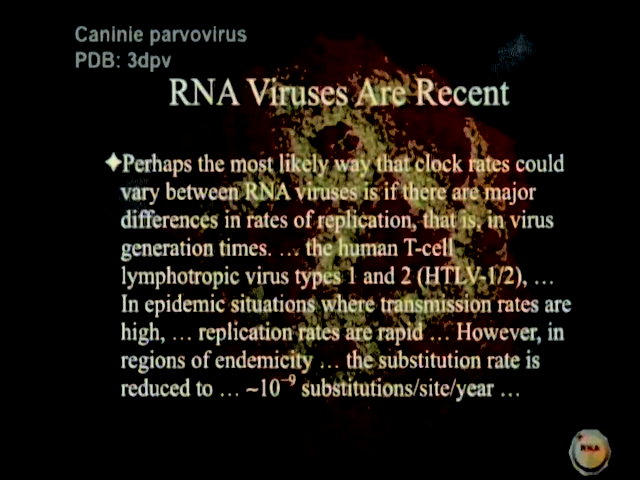 Caninie parvovirus
PDB: 3dpv
RNA Viruses Are Recent
✦Perhaps the most likely way that clock rates could
vary between RNA viruses is if there are major
differences in rates of replication, that is, in virus
generation times. … the human T-cell
lymphotropic virus types 1 and 2 (HTLV-1/2), …
In epidemic situations where transmission rates are
high, … replication rates are rapid … However, in
regions of endemicity … the substitution rate is
reduced to … ~10⁻⁹ substitutions/site/year …
RNA